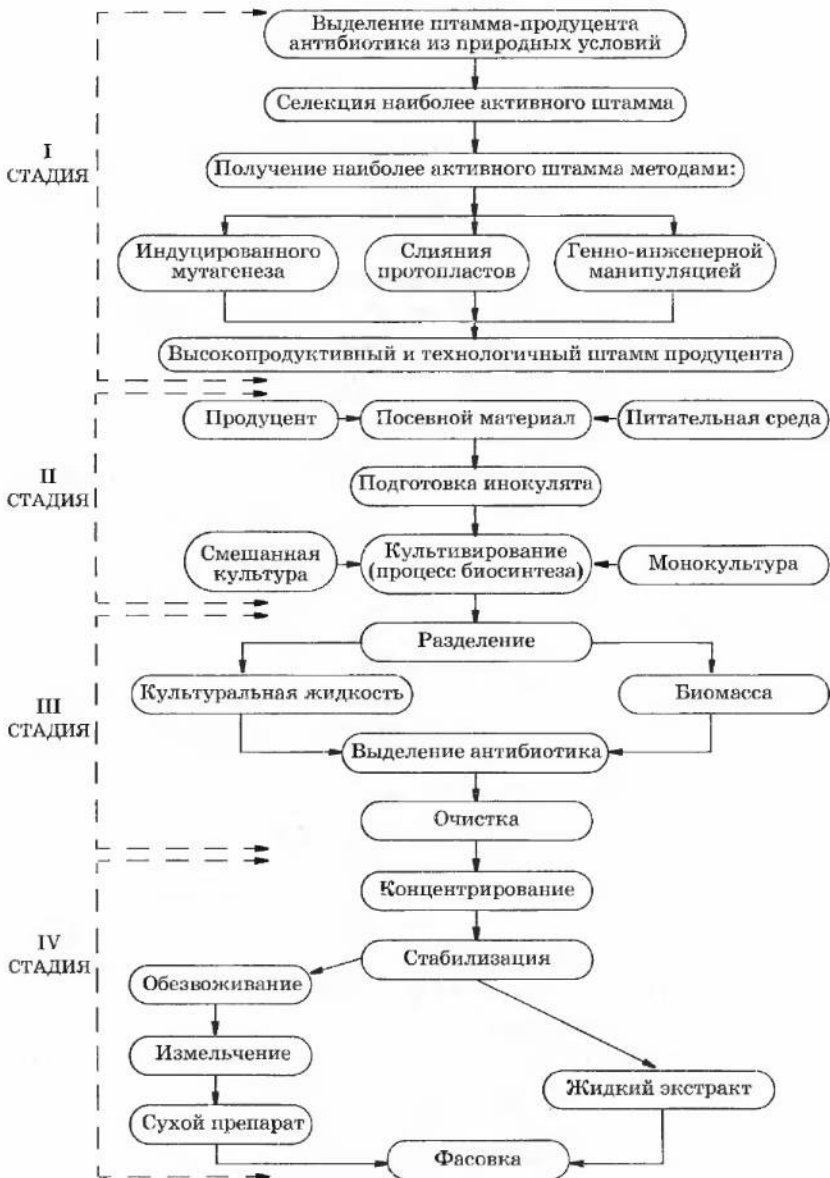 Выделение штамма-продуцента
антибиотика из природных условий
Селекция наиболее активного штамма
I
СТАДИЯ
Получение наиболее активного штамма методами:
Индуцированного
мутагенеза
Слияния
протопластов
Генно-инженерной
манипуляцией
Высокопродуктивный и технологичный штамм продуцента
Продуцент
Посевной материал
Питательная среда
II
СТАДИЯ
Подготовка инокулята
Смешанная
культура
Культивирование
(процесс биосинтеза)
Монокультура
Разделение
III
СТАДИЯ
Культуральная жидкость
Биомасса
Выделение антибиотика
Очистка
Концентрирование
IV
СТАДИЯ
Стабилизация
Обезвоживание
Измельчение
Жидкий экстракт
Сухой препарат
Фасовка